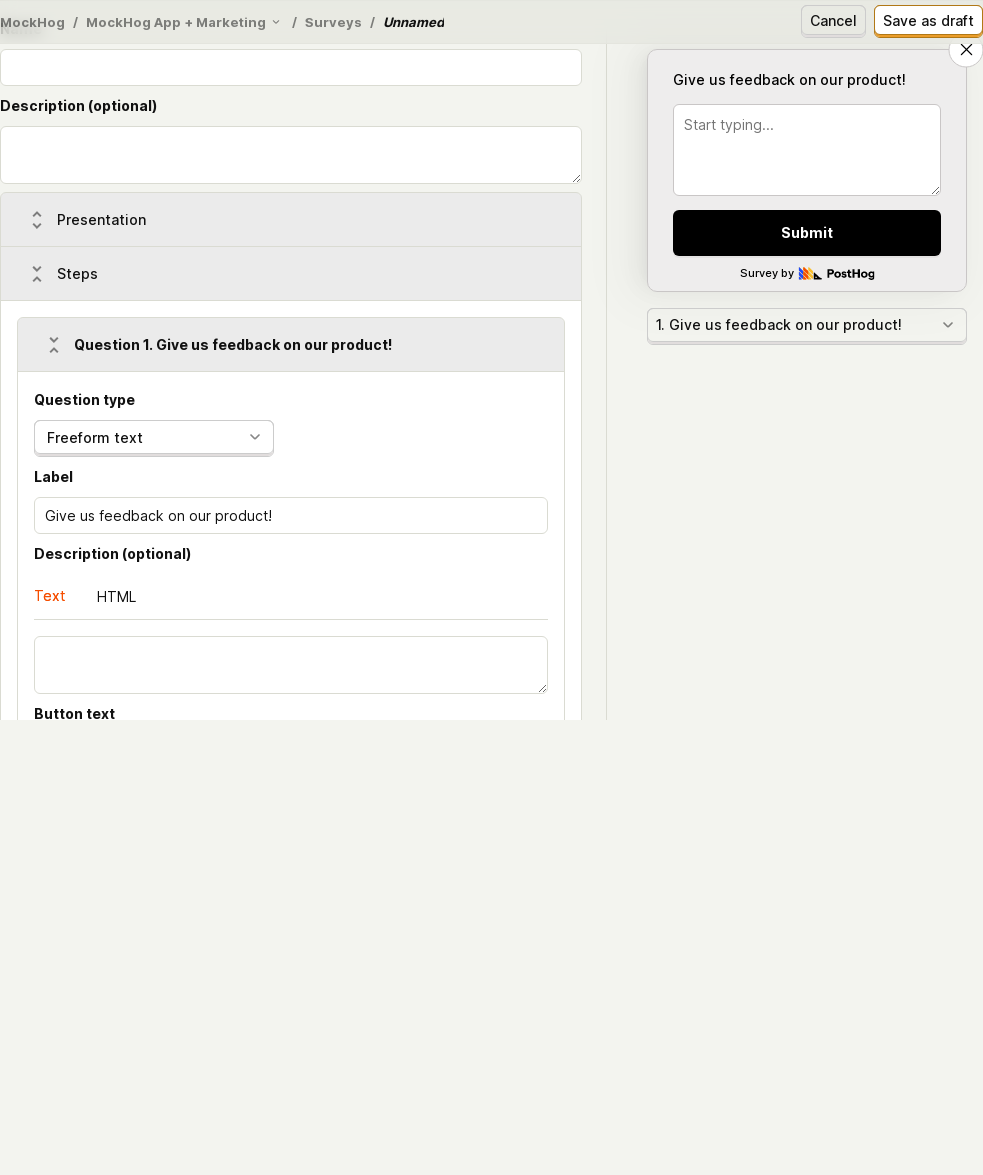 MockHog / MockHog App + Marketing / Surveys / Unnamed
Cancel
Save as draft
Description (optional)
Presentation
Steps
Question 1. Give us feedback on our product!
Question type
Freeform text
Label
Give us feedback on our product!
Description (optional)
Text HTML
Button text
Give us feedback on our product!
Start typing...
Submit
Survey by PostHog
1. Give us feedback on our product!